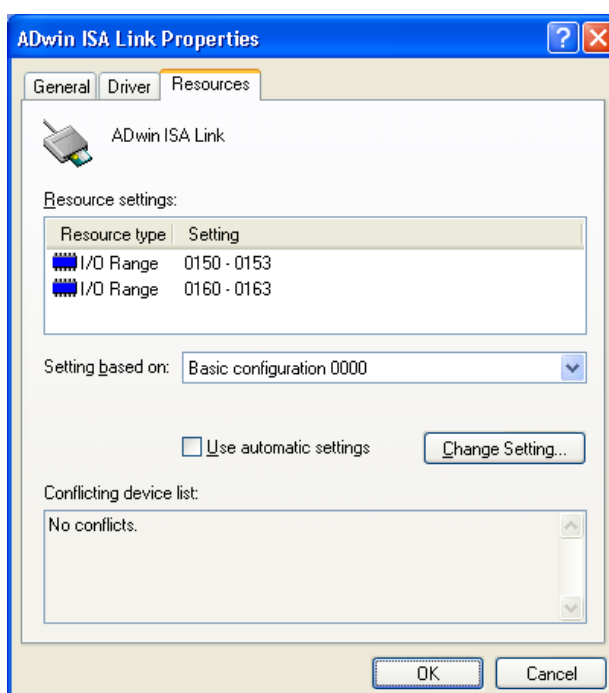 ADwin ISA Link Properties
General Driver Resources
ADwin ISA Link
Resource settings:
Resource type Setting
I/O Range 0150 - 0153
I/O Range 0160 - 0163
Setting based on: Basic configuration 0000
Use automatic settings Change Setting...
Conflicting device list:
No conflicts.
OK Cancel